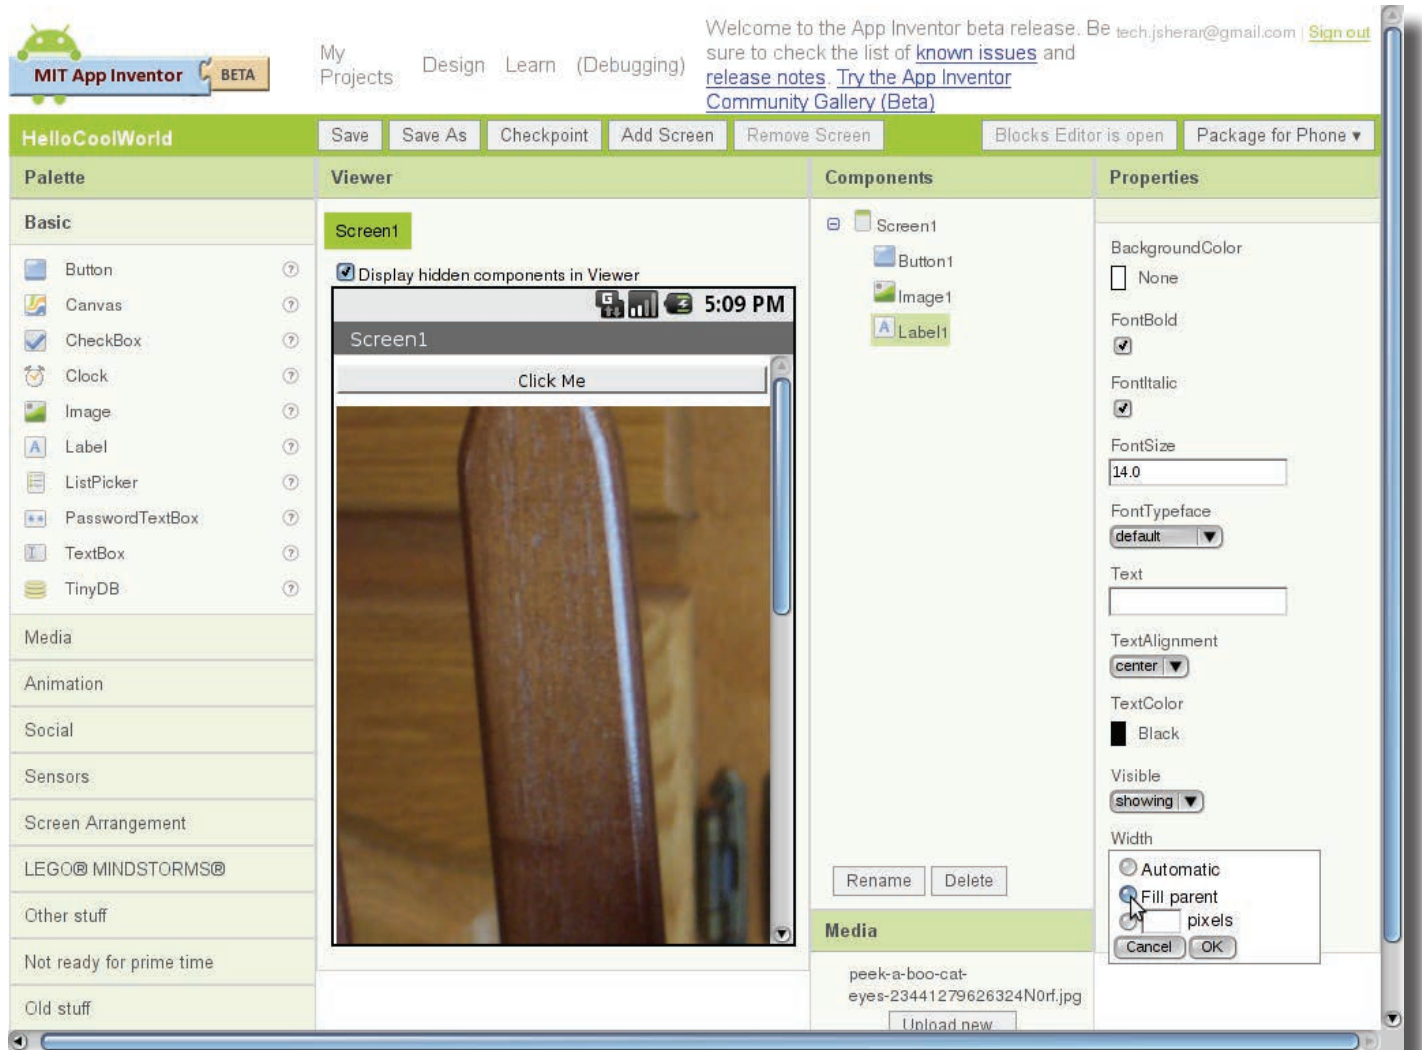 MIT App Inventor BETA
My Projects
Design Learn (Debugging)
Welcome to the App Inventor beta release. Be
sure to check the list of known issues and
release notes. Try the App Inventor
Community Gallery (Beta)
tech.jsherar@gmail.com | Sign out
HelloCoolWorld
Save Save As Checkpoint Add Screen Remove Screen Blocks Editor is open Package for Phone ▾
Palette
Basic
Button
Canvas
CheckBox
Clock
Image
Label
ListPicker
PasswordTextBox
TextBox
TinyDB
Media
Animation
Social
Sensors
Screen Arrangement
LEGO® MINDSTORMS®
Other stuff
Not ready for prime time
Old stuff
Viewer
Screen1
Display hidden components in Viewer
5:09 PM
Screen1
Click Me
Components
Screen1
Button1
Image1
Label1
Rename Delete
Media
peek-a-boo-cat-
eyes-23441279626324N0rf.jpg
Upload new...
Properties
BackgroundColor
None
FontBold
FontItalic
FontSize
14.0
FontTypeface
default
Text
TextAlignment
center
TextColor
Black
Visible
showing
Width
Automatic
Fill parent
pixels
Cancel OK